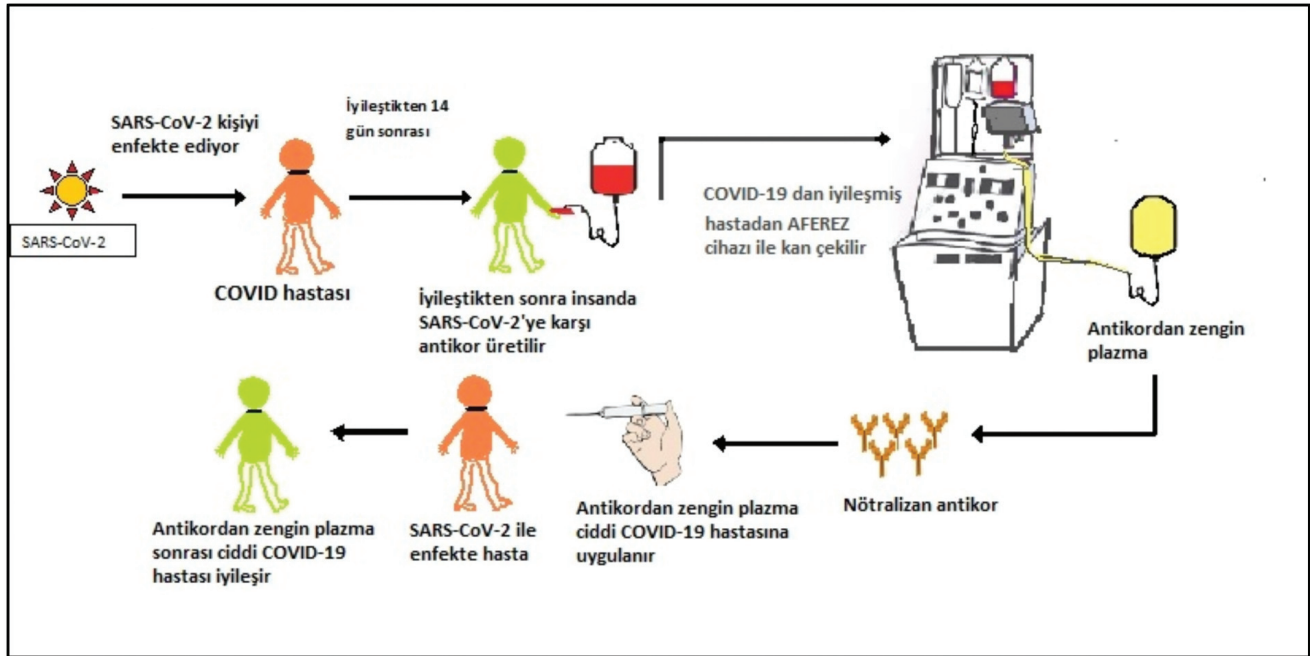 SARS-CoV-2 kişiyi
enfekte ediyor
İyileştikten 14
gün sonrası
SARS-CoV-2
COVID hastası
İyileştikten sonra insanda
SARS-CoV-2'ye karşı
antikor üretilir
COVID-19 dan iyileşmiş
hastadan AFEREZ
cihazı ile kan çekilir
Antikordan zengin
plazma
Nötralizan antikor
Antikordan zengin plazma
ciddi COVID-19 hastasına
uygulanır
SARS-CoV-2 ile
enfekte hasta
Antikordan zengin plazma
sonrası ciddi COVID-19
hastası iyileşir